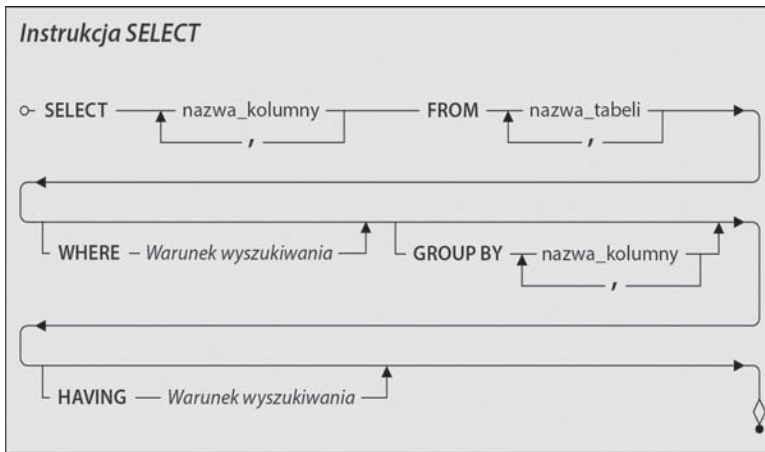 Instrukcja SELECT
SELECT nazwa_kolumny FROM nazwa_tabeli
, ,
WHERE – Warunek wyszukiwania GROUP BY nazwa_kolumny
,
HAVING — Warunek wyszukiwania